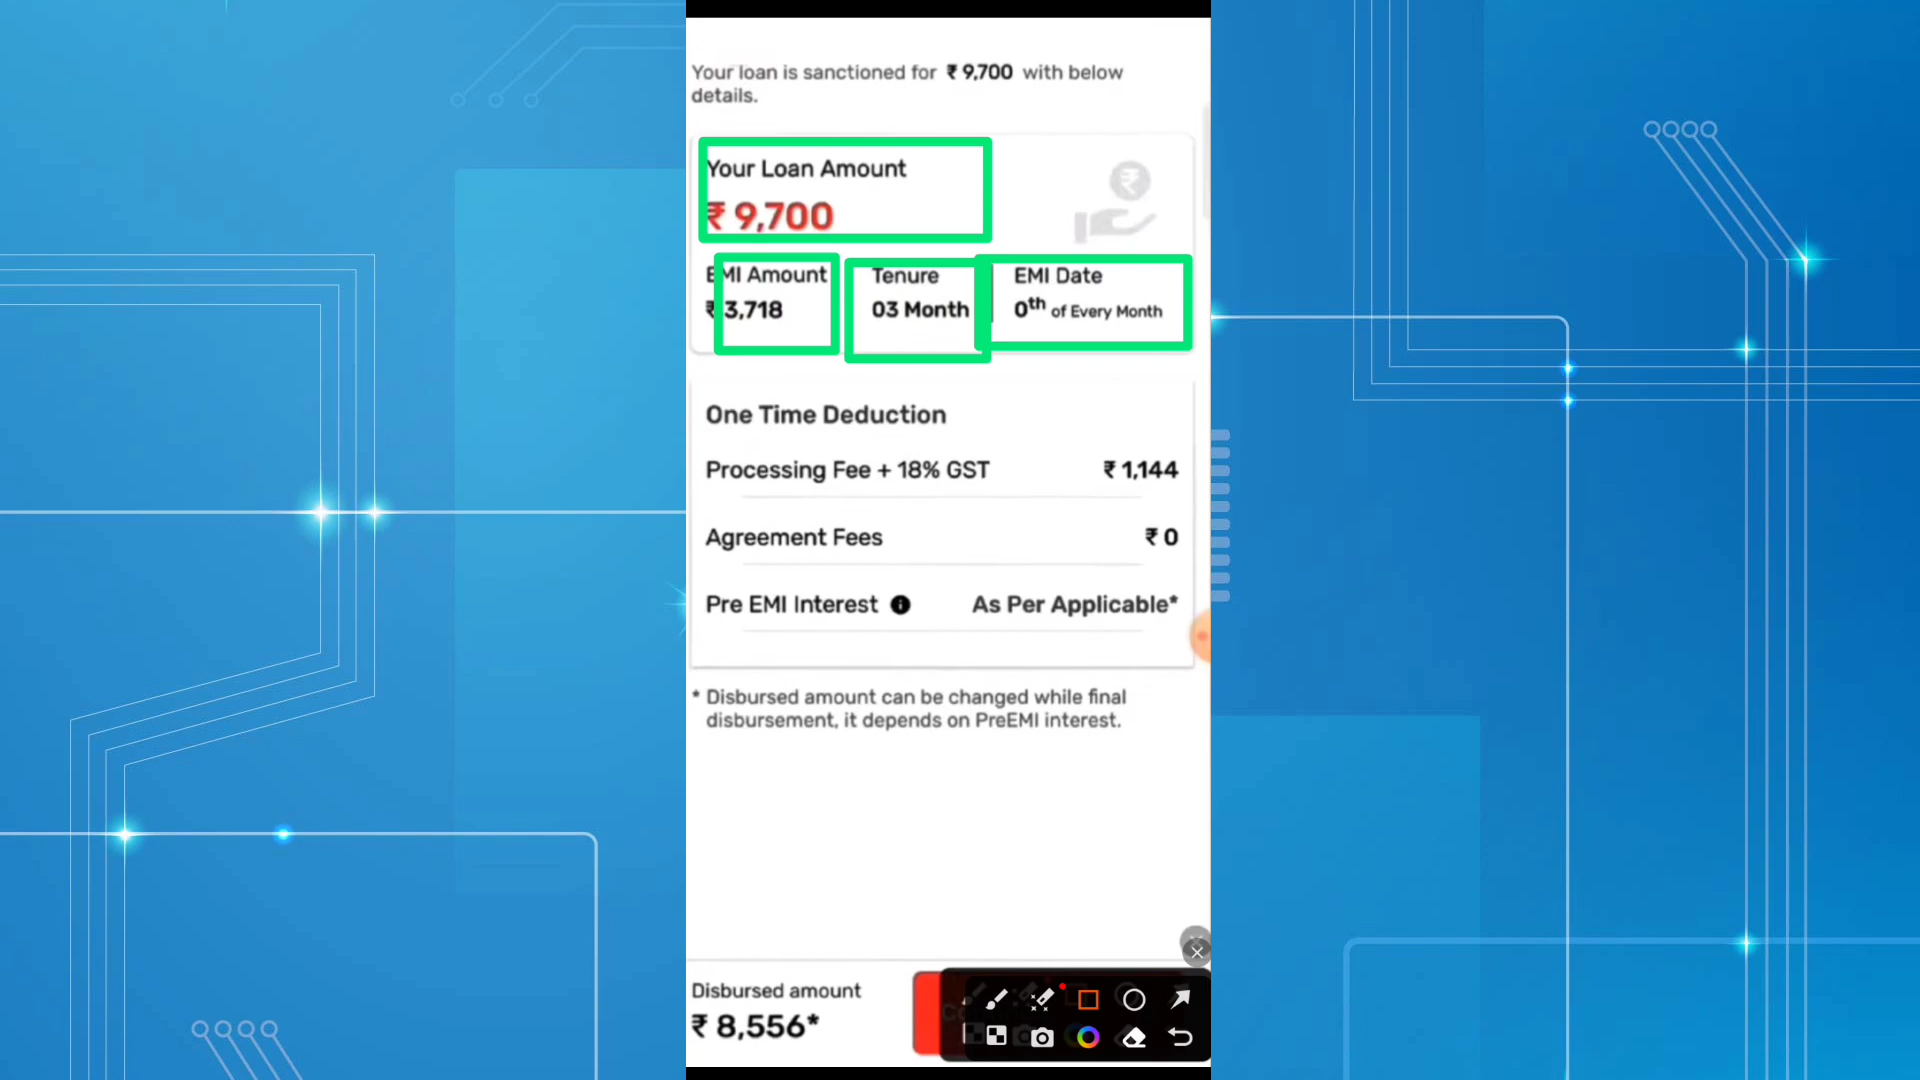 Your loan is sanctioned for ₹ 9,700 with below
details.
Your Loan Amount
₹ 9,700
EMI Amount Tenure EMI Date
₹ 3,718 03 Month 0th of Every Month
One Time Deduction
Processing Fee + 18% GST ₹ 1,144
Agreement Fees ₹ 0
Pre EMI Interest As Per Applicable*
* Disbursed amount can be changed while final
disbursement, it depends on PreEMI interest.
Disbursed amount
₹ 8,556*